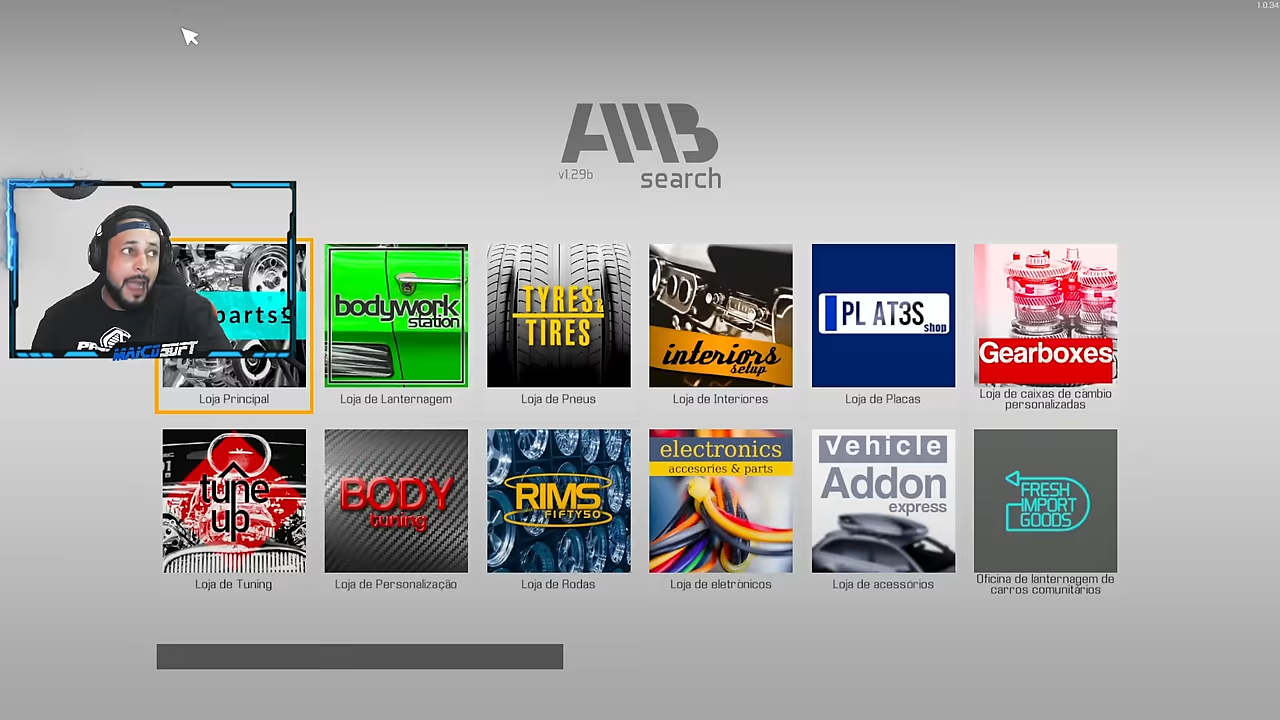 1.0.34
AMB
v1.29b
search
parts
bodywork
station
TYRES&
TIRES
interiors
setup
PL AT3S
shop
Gearboxes
Loja Principal
Loja de Lanternagem
Loja de Pneus
Loja de Interiores
Loja de Placas
Loja de caixas de câmbio
personalizadas
MAICOSOFT
tune
up
BODY
tuning
RIMS
FIFTY50
electronics
accesories & parts
vehicle
Addon
express
FRESH
IMPORT
GOODS
Loja de Tuning
Loja de Personalização
Loja de Rodas
Loja de eletrônicos
Loja de acessórios
Oficina de lanternagem de
carros comunitários